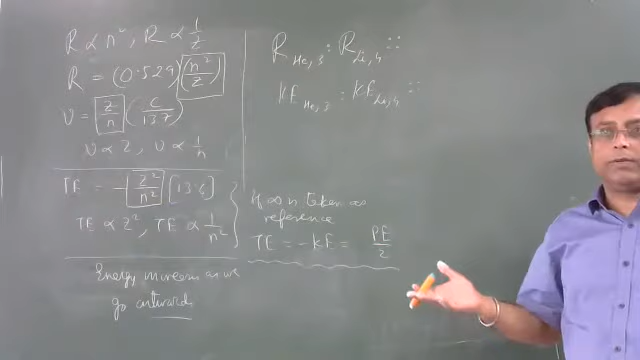 R ∝ n², R ∝ 1/Z
R = (0.529) (n²/Z)
v = Z/n (c/137)
v ∝ Z, v ∝ 1/n
TE = - Z²/n² [13.6]
TE ∝ Z², TE ∝ 1/n²
Energy increases as we
go outwards
R He,3 : R Li,4 ::
KE He,3 : KE Li,4 ::
If ∞ is taken as
reference
TE = -KE = PE/2